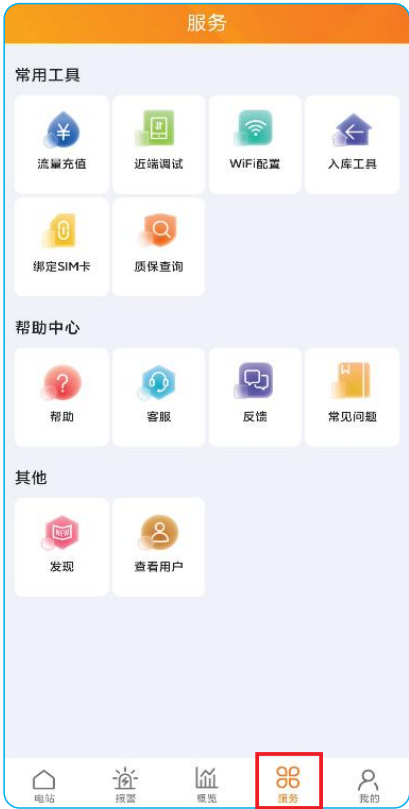 服务
常用工具
流量充值 近端调试 WiFi配置 入库工具
绑定SIM卡 质保查询
帮助中心
帮助 客服 反馈 常见问题
其他
NEW
发现 查看用户
电站 报警 概览 服务 我的